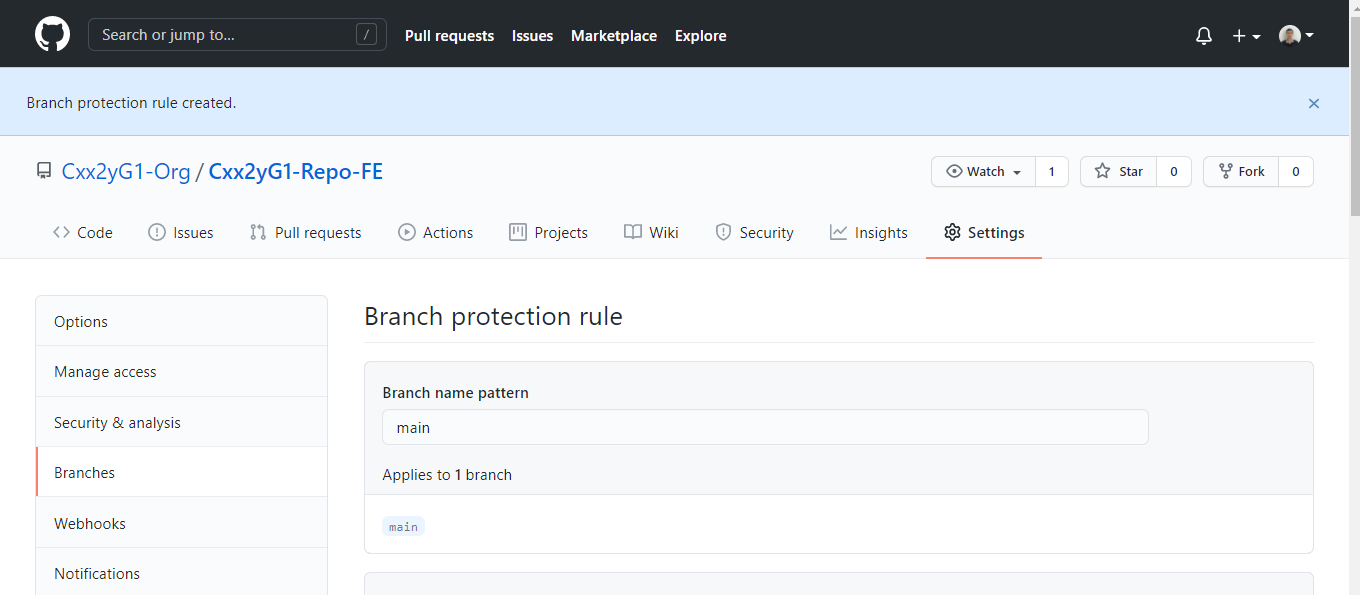 Search or jump to... / Pull requests Issues Marketplace Explore
Branch protection rule created.
Cxx2yG1-Org / Cxx2yG1-Repo-FE Watch 1 Star 0 Fork 0
Code Issues Pull requests Actions Projects Wiki Security Insights Settings
Options
Manage access
Security & analysis
Branches
Webhooks
Notifications
Branch protection rule
Branch name pattern
main
Applies to 1 branch
main